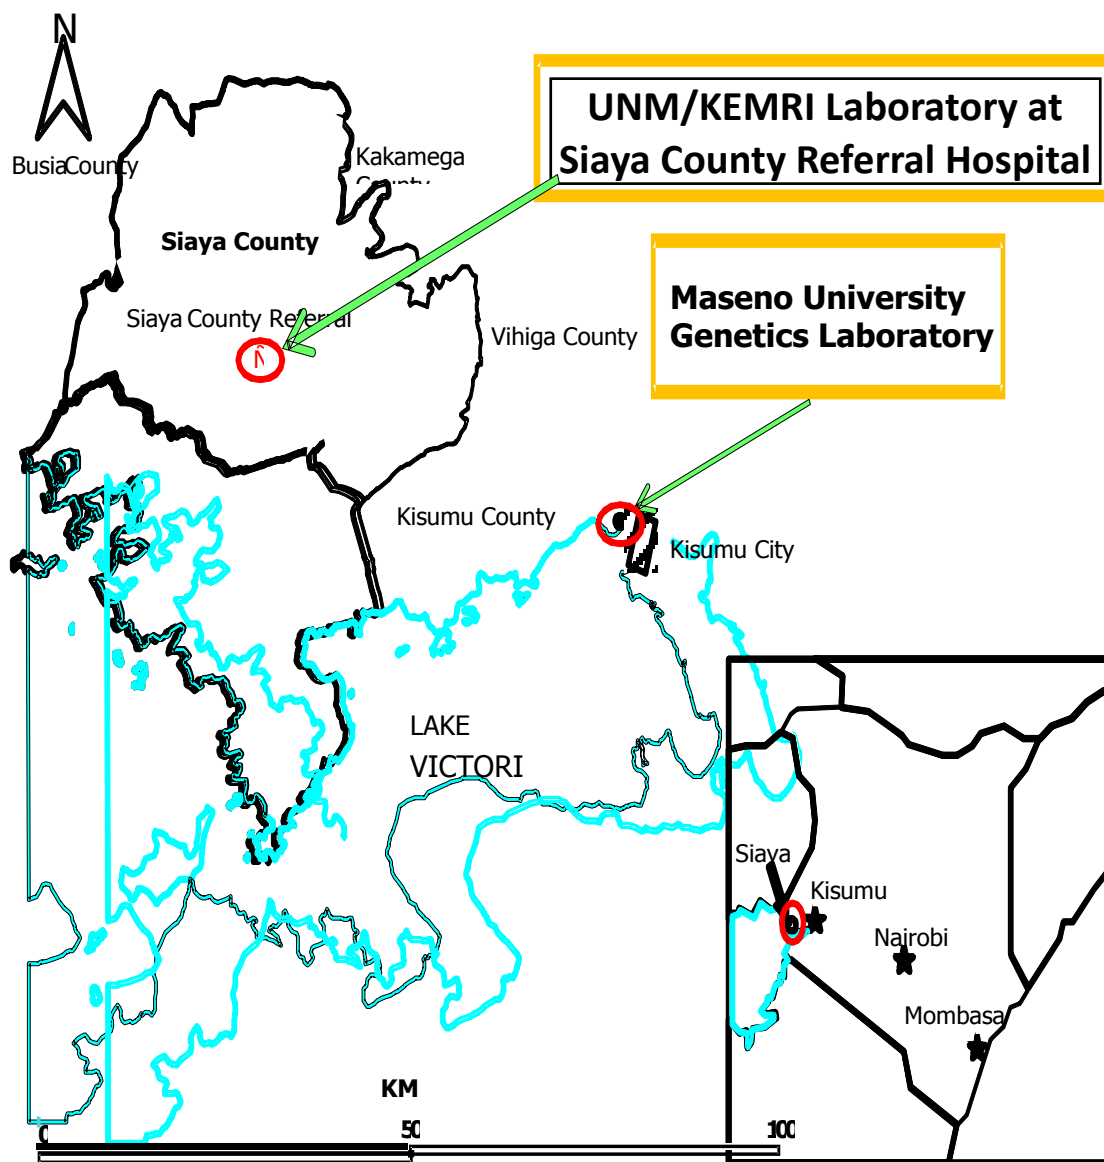 N
UNM/KEMRI Laboratory at
Siaya County Referral Hospital
BusiaCounty
Kakamega
County
Siaya County
Maseno University
Genetics Laboratory
Siaya County Referral
Vihiga County
Kisumu County
Kisumu City
LAKE
VICTORI
Siaya
Kisumu
Nairobi
Mombasa
KM
0
50
100